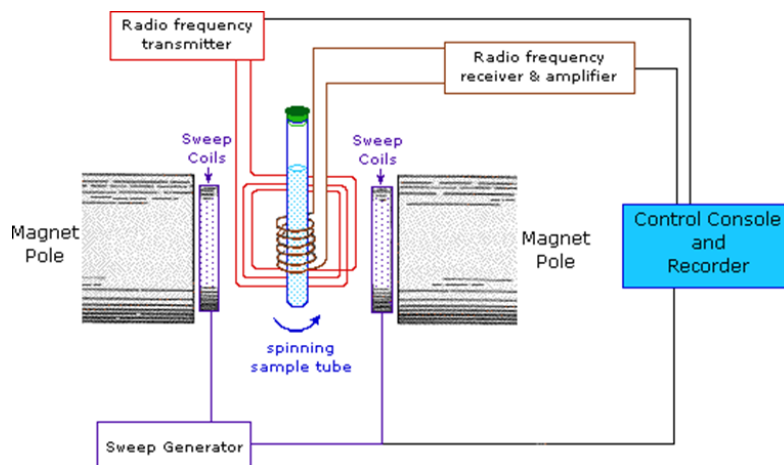 Radio frequency
transmitter
Radio frequency
receiver & amplifier
Sweep
Coils
Sweep
Coils
Magnet
Pole
Magnet
Pole
Control Console
and
Recorder
spinning
sample tube
Sweep Generator